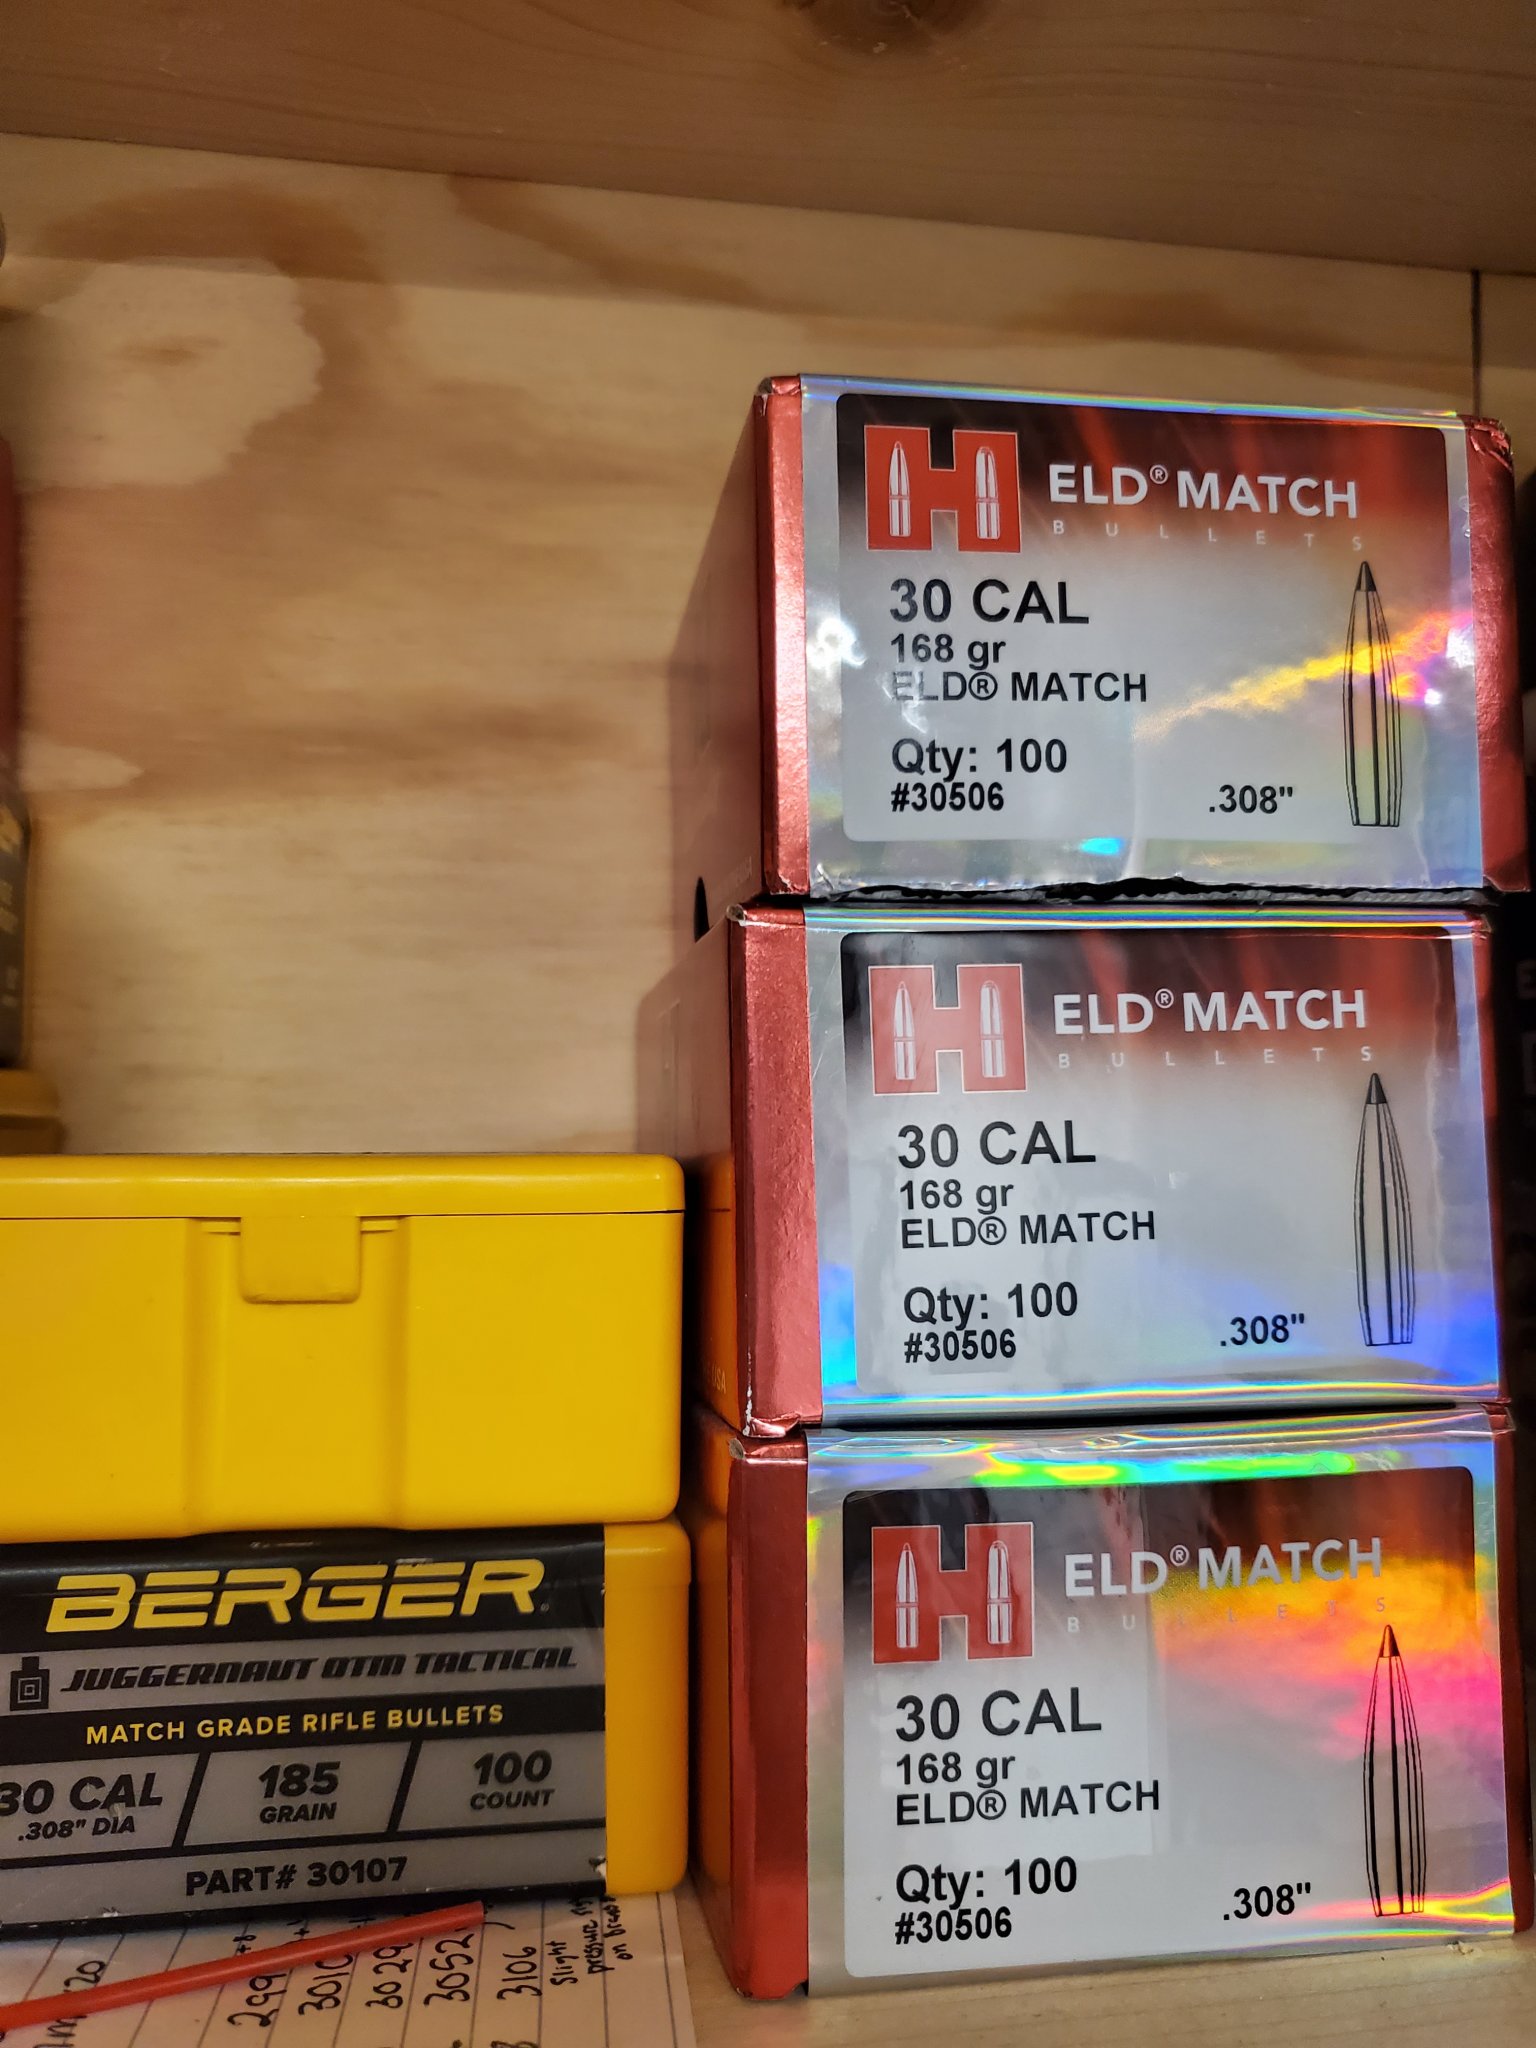 ELD® MATCH
BULLETS
30 CAL
168 gr
ELD® MATCH
Qty: 100
#30506
.308"
ELD® MATCH
BULLETS
30 CAL
168 gr
ELD® MATCH
Qty: 100
#30506
.308"
ELD® MATCH
BULLETS
30 CAL
168 gr
ELD® MATCH
Qty: 100
#30506
.308"
BERGER
JUGGERNAUT OTM TACTICAL
MATCH GRADE RIFLE BULLETS
30 CAL
.308" DIA
185
GRAIN
100
COUNT
PART# 30107
3029
3052
3106
slight
pressure
on